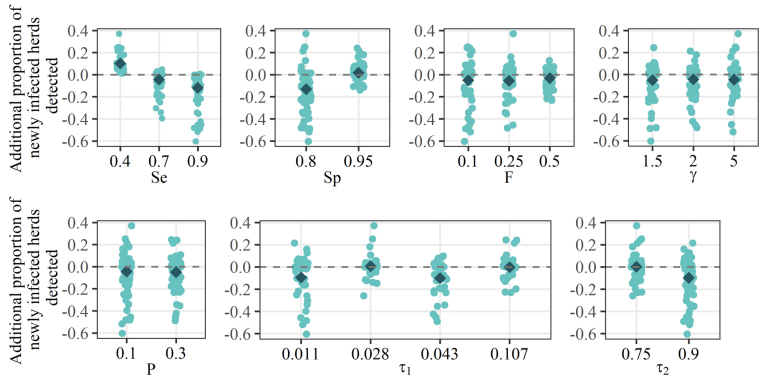 Additional proportion of
newly infected herds
detected
0.4
0.2
0.0
-0.2
-0.4
-0.6
0.4 0.7 0.9
Se
0.4
0.2
0.0
-0.2
-0.4
-0.6
0.8 0.95
Sp
0.4
0.2
0.0
-0.2
-0.4
-0.6
0.1 0.25 0.5
F
0.4
0.2
0.0
-0.2
-0.4
-0.6
1.5 2 5
γ
Additional proportion of
newly infected herds
detected
0.4
0.2
0.0
-0.2
-0.4
-0.6
0.1 0.3
P
0.4
0.2
0.0
-0.2
-0.4
-0.6
0.011 0.028 0.043 0.107
τ₁
0.4
0.2
0.0
-0.2
-0.4
-0.6
0.75 0.9
τ₂